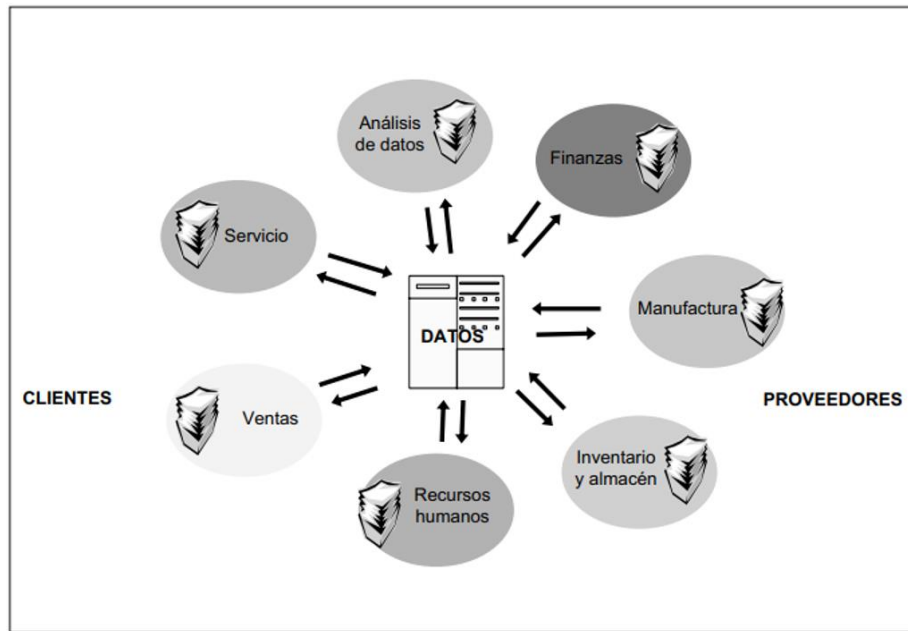 Análisis
de datos
Finanzas
Servicio
Manufactura
DATOS
CLIENTES
PROVEEDORES
Ventas
Inventario
y almacén
Recursos
humanos